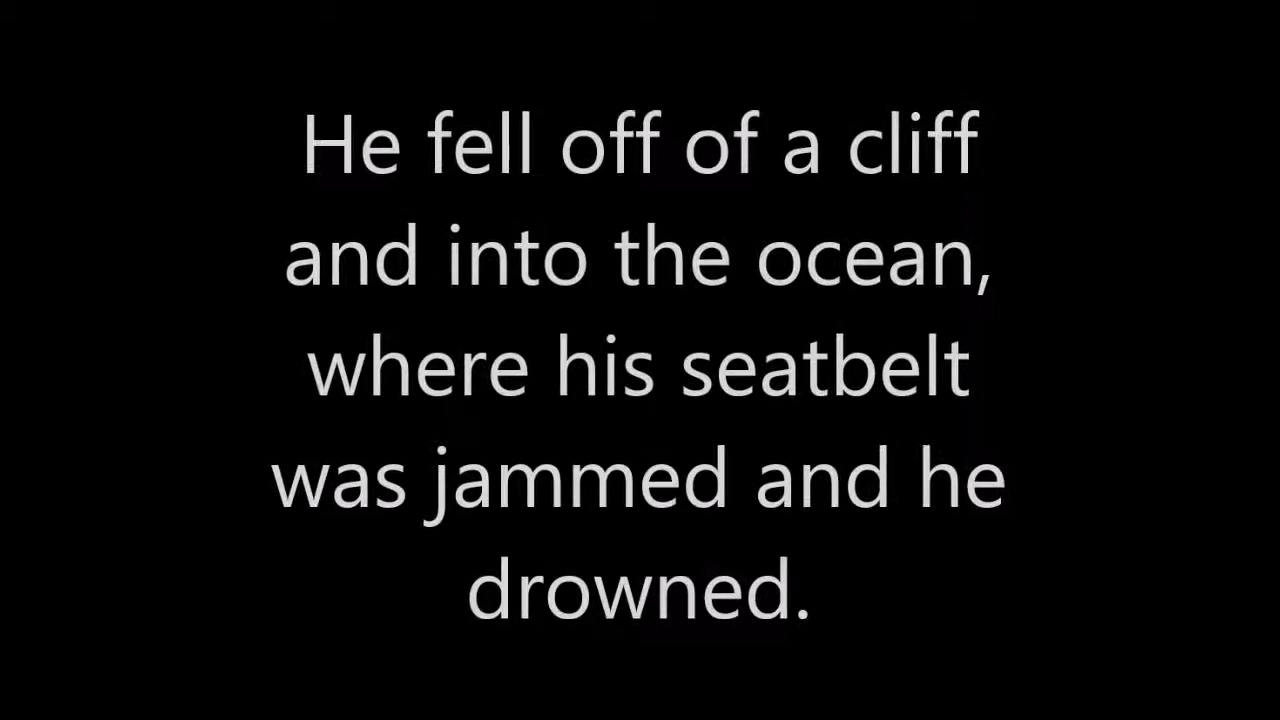 He fell off of a cliff
and into the ocean,
where his seatbelt
was jammed and he
drowned.